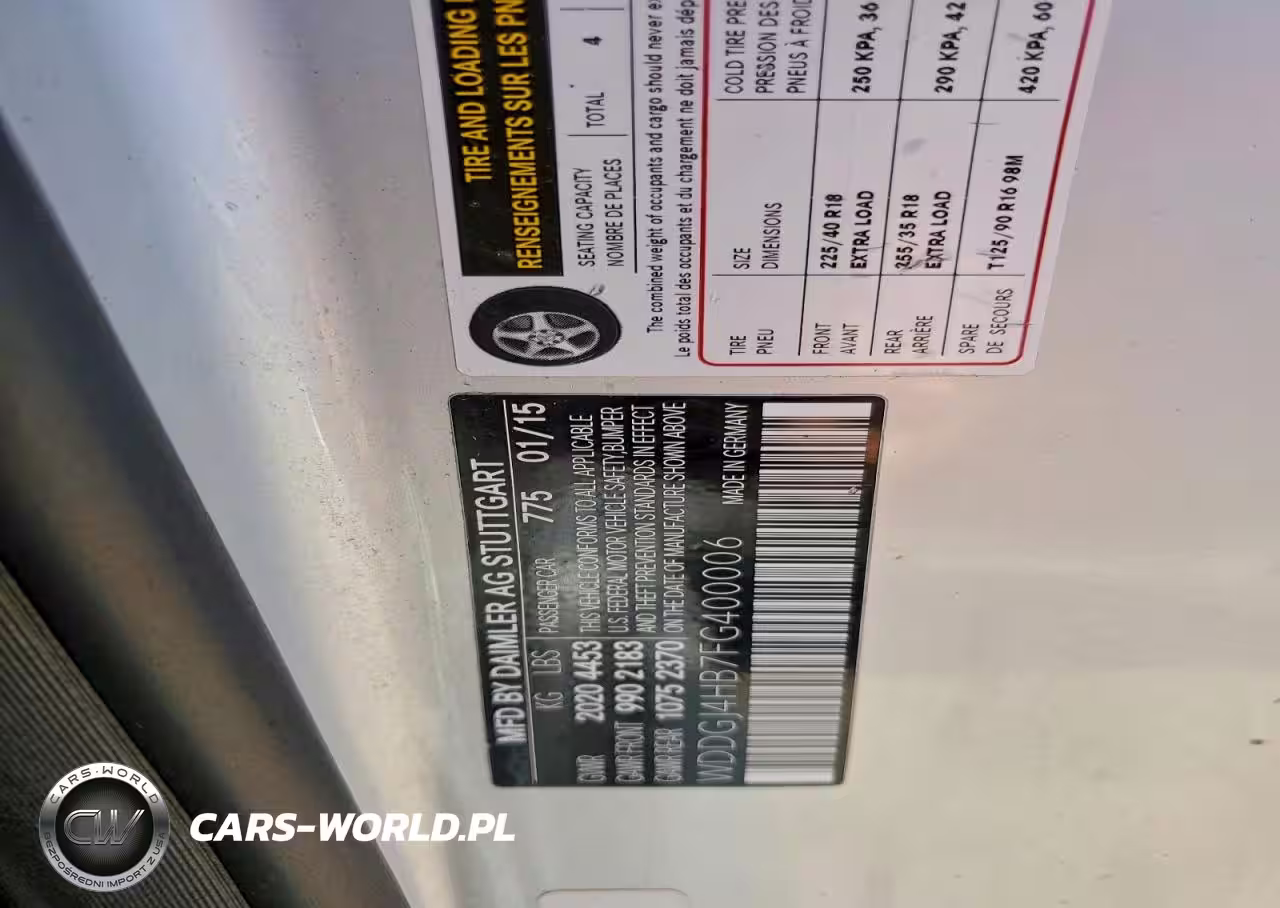 TIRE AND LOADING
RENSEIGNEMENTS SUR LES PN
SEATING CAPACITY
NOMBRE DE PLACES
TOTAL 4
The combined weight of occupants and cargo should never
Le poids total des occupants et du chargement ne doit jamais
TIRE
PNEU
SIZE
DIMENSIONS
COLD TIRE PRE
PRESSION DES
PNEUS À FROID
FRONT 225/40 R18
AVANT EXTRA LOAD 250 KPA, 36
REAR 255/35 R18
ARRIÈRE EXTRA LOAD 290 KPA, 42
SPARE
DE SECOURS T125/90 R16 98M 420 KPA, 60
MFD BY DAIMLER AG STUTTGART
KG LBS PASSENGER CAR 775 01/15
GVWR 2020 4453 THIS VEHICLE CONFORMS TO ALL APPLICABLE
U.S. FEDERAL MOTOR VEHICLE SAFETY, BUMPER
GAWR FRONT 990 2183 AND THEFT PREVENTION STANDARDS IN EFFECT
GAWR REAR 1075 2370 ON THE DATE OF MANUFACTURE SHOWN ABOVE
WDDGJ4HB7FG400006 MADE IN GERMANY
CARS-WORLD
CW
BEZPOŚREDNI IMPORT Z USA
CARS-WORLD.PL